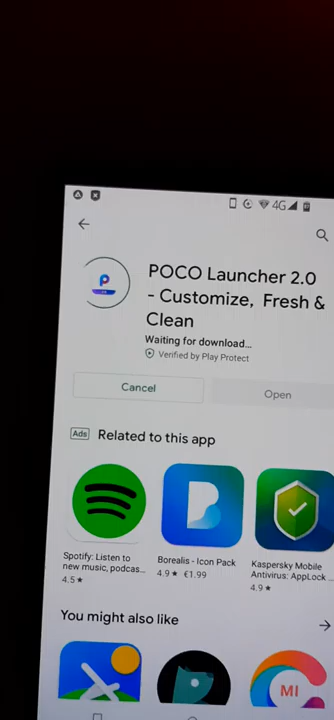 4G
POCO Launcher 2.0
- Customize, Fresh &
Clean
Waiting for download...
Verified by Play Protect
Cancel
Open
Ads Related to this app
Spotify: Listen to
new music, podcas...
4.5★
Borealis - Icon Pack
4.9★ €1.99
Kaspersky Mobile
Antivirus: AppLock ...
4.9★
You might also like
MI